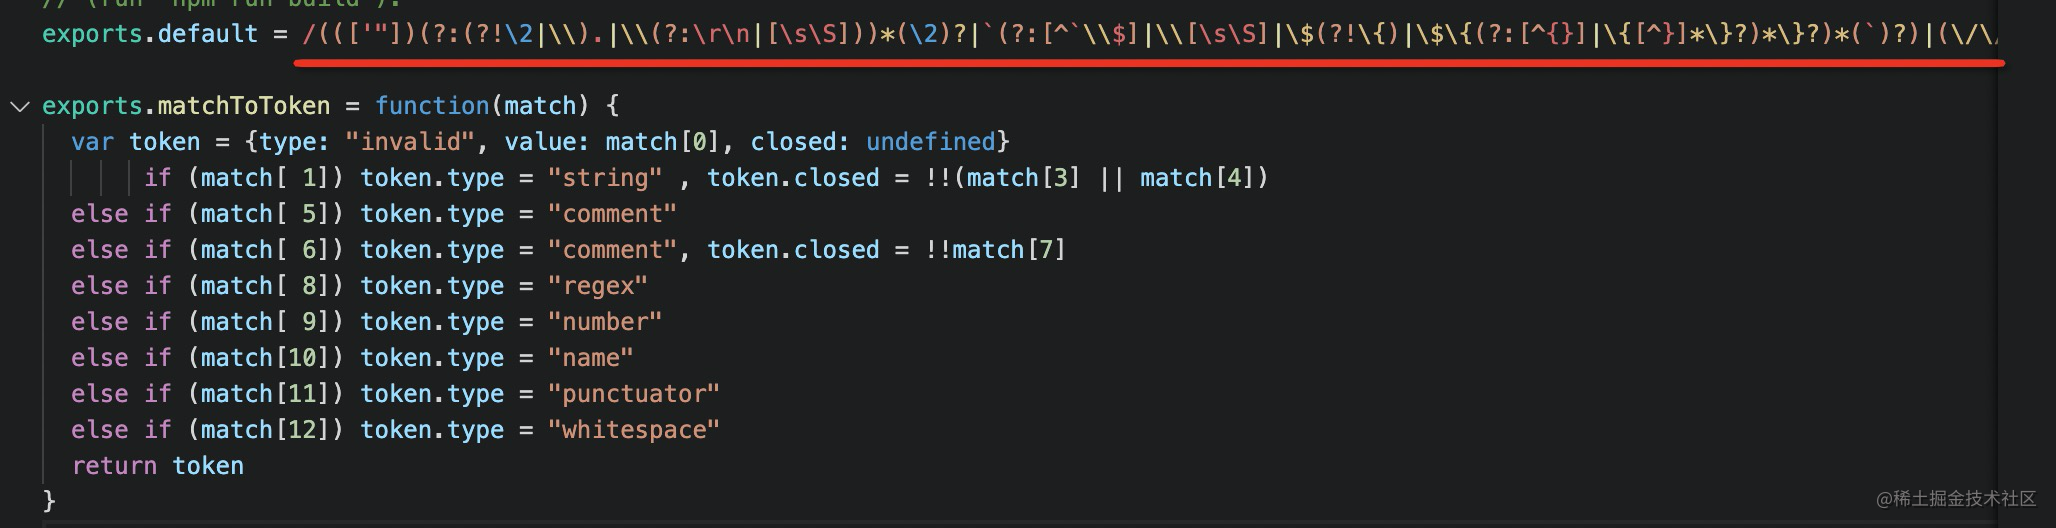 // (run `npm run build`).
exports.default = /((['"])(?:(?!\2|\\).|\\(?:\r\n|[\s\S]))*(\2)?|`(?:[^`\\$]|\\[\s\S]|\$(?!\{)|\$\{(?:[^{}]|\{[^}]*\}?)*\}?)*(`)?)|(\/\/
exports.matchToToken = function(match) {
var token = {type: "invalid", value: match[0], closed: undefined}
if (match[ 1]) token.type = "string" , token.closed = !!(match[3] || match[4])
else if (match[ 5]) token.type = "comment"
else if (match[ 6]) token.type = "comment", token.closed = !!match[7]
else if (match[ 8]) token.type = "regex"
else if (match[ 9]) token.type = "number"
else if (match[10]) token.type = "name"
else if (match[11]) token.type = "punctuator"
else if (match[12]) token.type = "whitespace"
return token
}
@稀土掘金技术社区